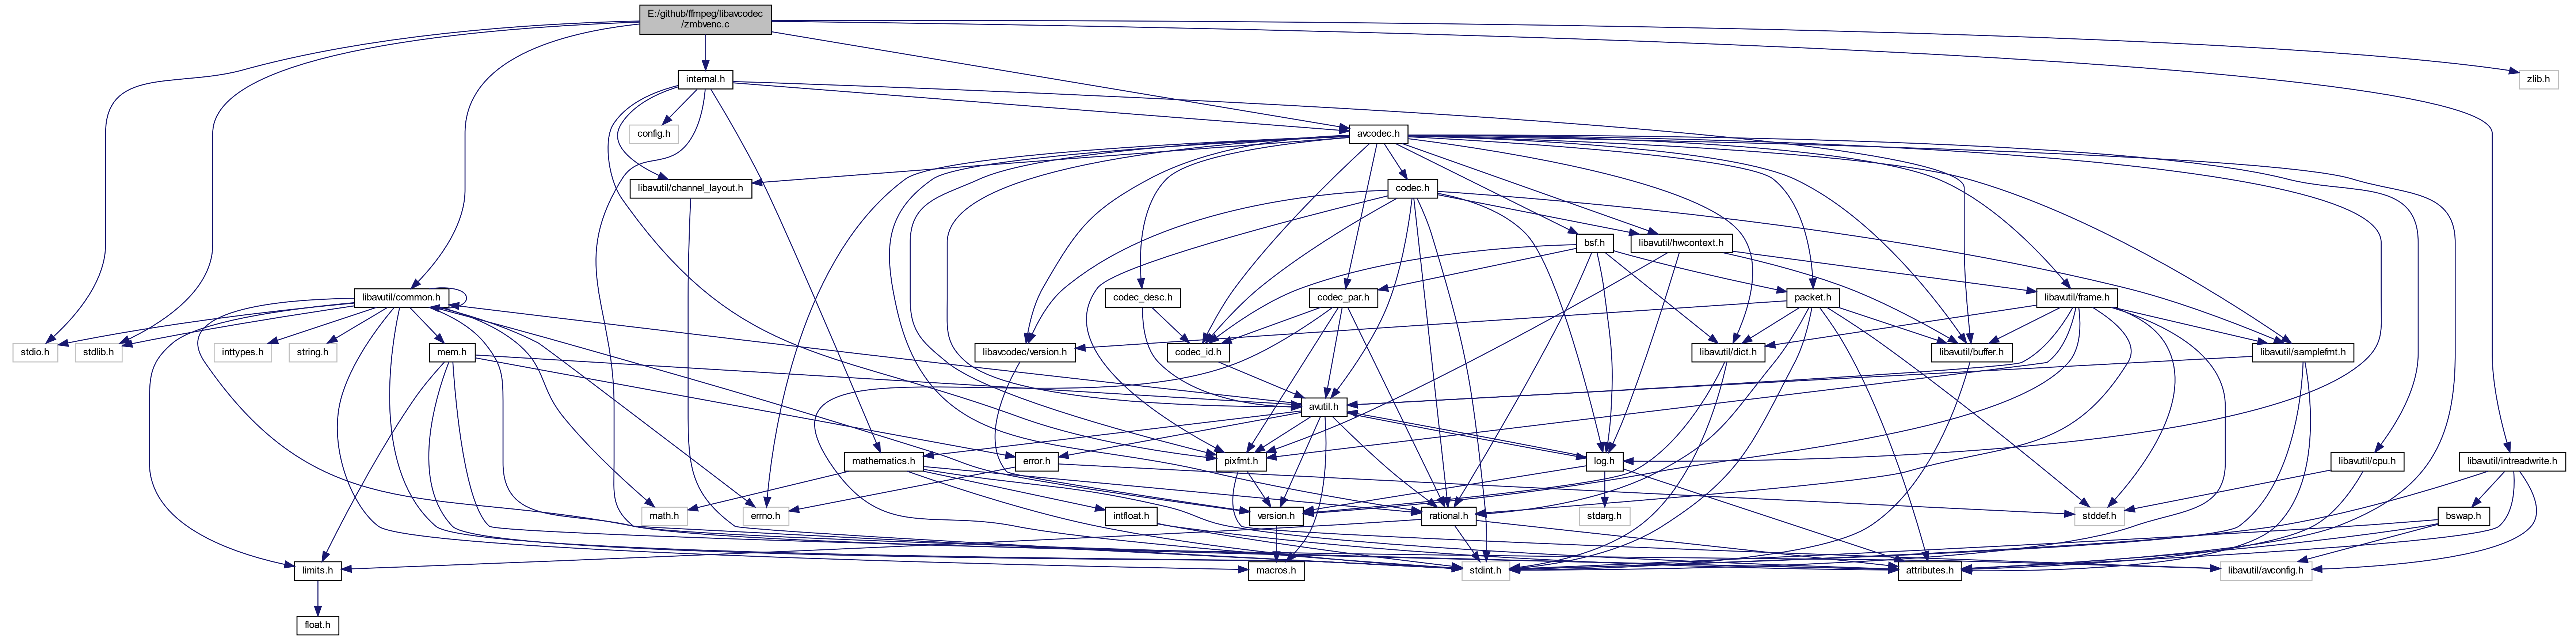 E:/github/ffmpeg/libavcodec
/zmbvenc.c
internal.h
zlib.h
config.h
avcodec.h
libavutil/channel_layout.h
codec.h
bsf.h
libavutil/hwcontext.h
libavutil/common.h
codec_desc.h
codec_par.h
packet.h
libavutil/frame.h
stdio.h
stdlib.h
inttypes.h
string.h
mem.h
libavcodec/version.h
codec_id.h
libavutil/dict.h
libavutil/buffer.h
libavutil/samplefmt.h
avutil.h
mathematics.h
error.h
pixfmt.h
log.h
libavutil/cpu.h
libavutil/intreadwrite.h
math.h
errno.h
intfloat.h
version.h
rational.h
stdarg.h
stddef.h
bswap.h
limits.h
macros.h
stdint.h
attributes.h
libavutil/avconfig.h
float.h